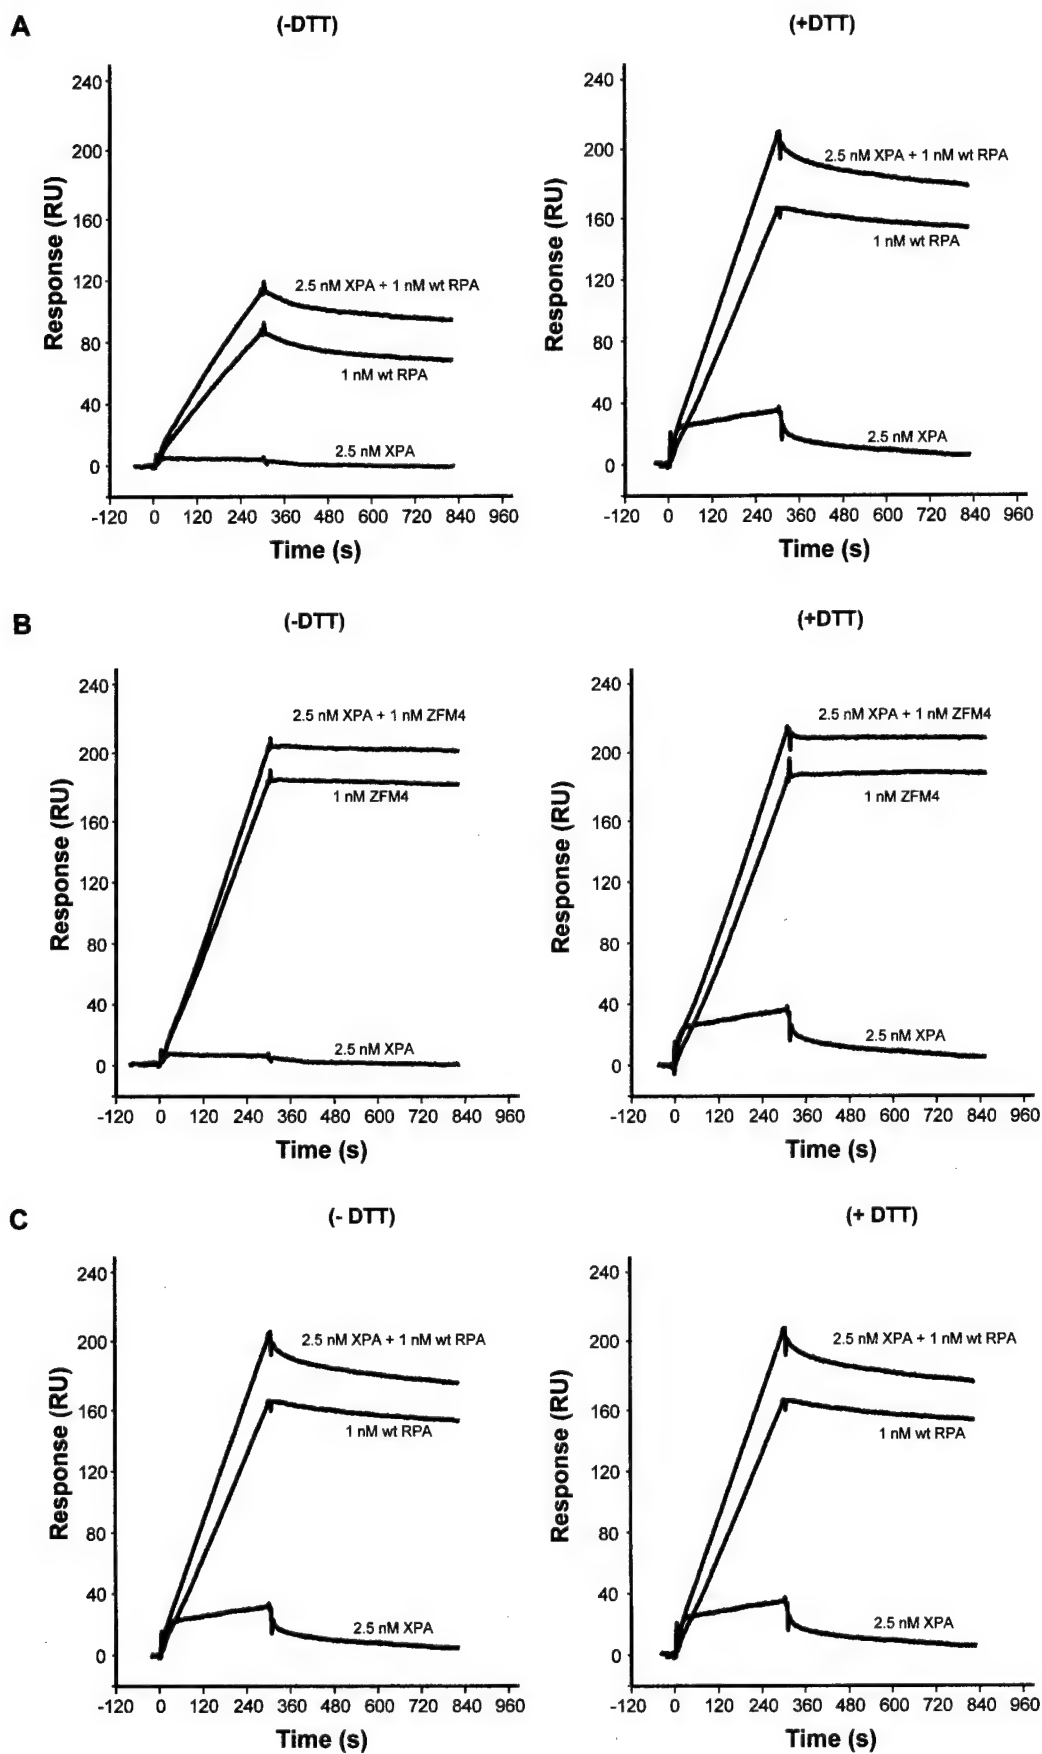 A
(-DTT)
(+DTT)
Response (RU)
240
200
160
120
80
40
0
2.5 nM XPA + 1 nM wt RPA
1 nM wt RPA
2.5 nM XPA
-120 0 120 240 360 480 600 720 840 960
Time (s)
Response (RU)
240
200
160
120
80
40
0
2.5 nM XPA + 1 nM wt RPA
1 nM wt RPA
2.5 nM XPA
-120 0 120 240 360 480 600 720 840 960
Time (s)
B
(-DTT)
(+DTT)
Response (RU)
240
200
160
120
80
40
0
2.5 nM XPA + 1 nM ZFM4
1 nM ZFM4
2.5 nM XPA
-120 0 120 240 360 480 600 720 840 960
Time (s)
Response (RU)
240
200
160
120
80
40
0
2.5 nM XPA + 1 nM ZFM4
1 nM ZFM4
2.5 nM XPA
-120 0 120 240 360 480 600 720 840 960
Time (s)
C
(- DTT)
(+ DTT)
Response (RU)
240
200
160
120
80
40
0
2.5 nM XPA + 1 nM wt RPA
1 nM wt RPA
2.5 nM XPA
-120 0 120 240 360 480 600 720 840 960
Time (s)
Response (RU)
240
200
160
120
80
40
0
2.5 nM XPA + 1 nM wt RPA
1 nM wt RPA
2.5 nM XPA
-120 0 120 240 360 480 600 720 840 960
Time (s)